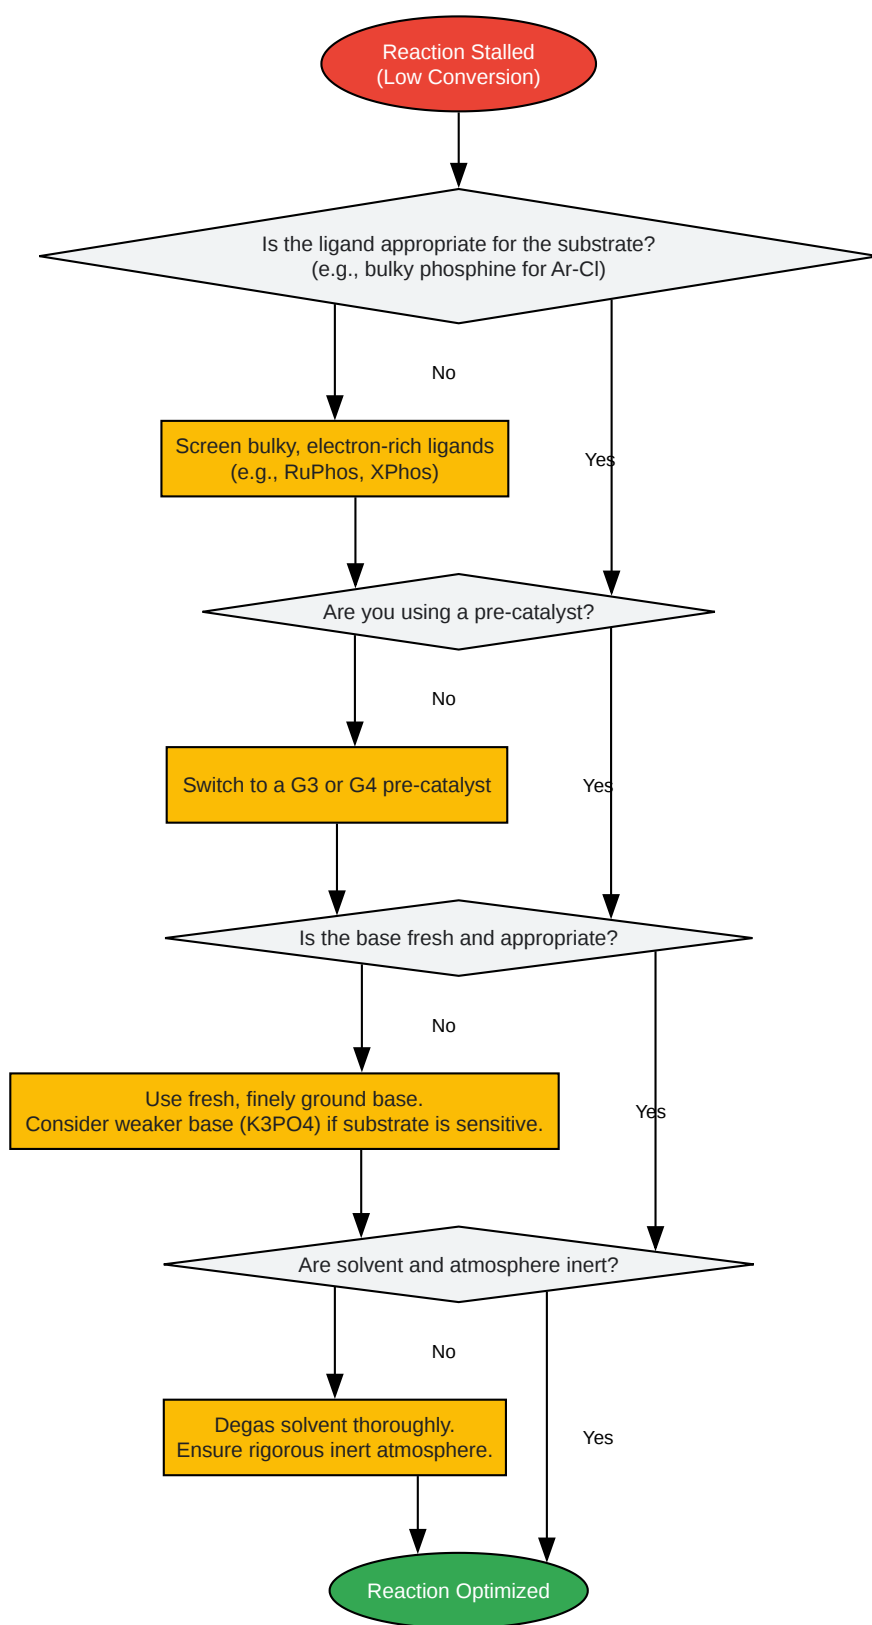 Reaction Stalled
(Low Conversion)
Is the ligand appropriate for the substrate?
(e.g., bulky phosphine for Ar-Cl)
No
Screen bulky, electron-rich ligands
(e.g., RuPhos, XPhos)
Yes
Are you using a pre-catalyst?
No
Switch to a G3 or G4 pre-catalyst
Yes
Is the base fresh and appropriate?
No
Use fresh, finely ground base.
Consider weaker base (K3PO4) if substrate is sensitive.
Yes
Are solvent and atmosphere inert?
No
Degas solvent thoroughly.
Ensure rigorous inert atmosphere.
Yes
Reaction Optimized